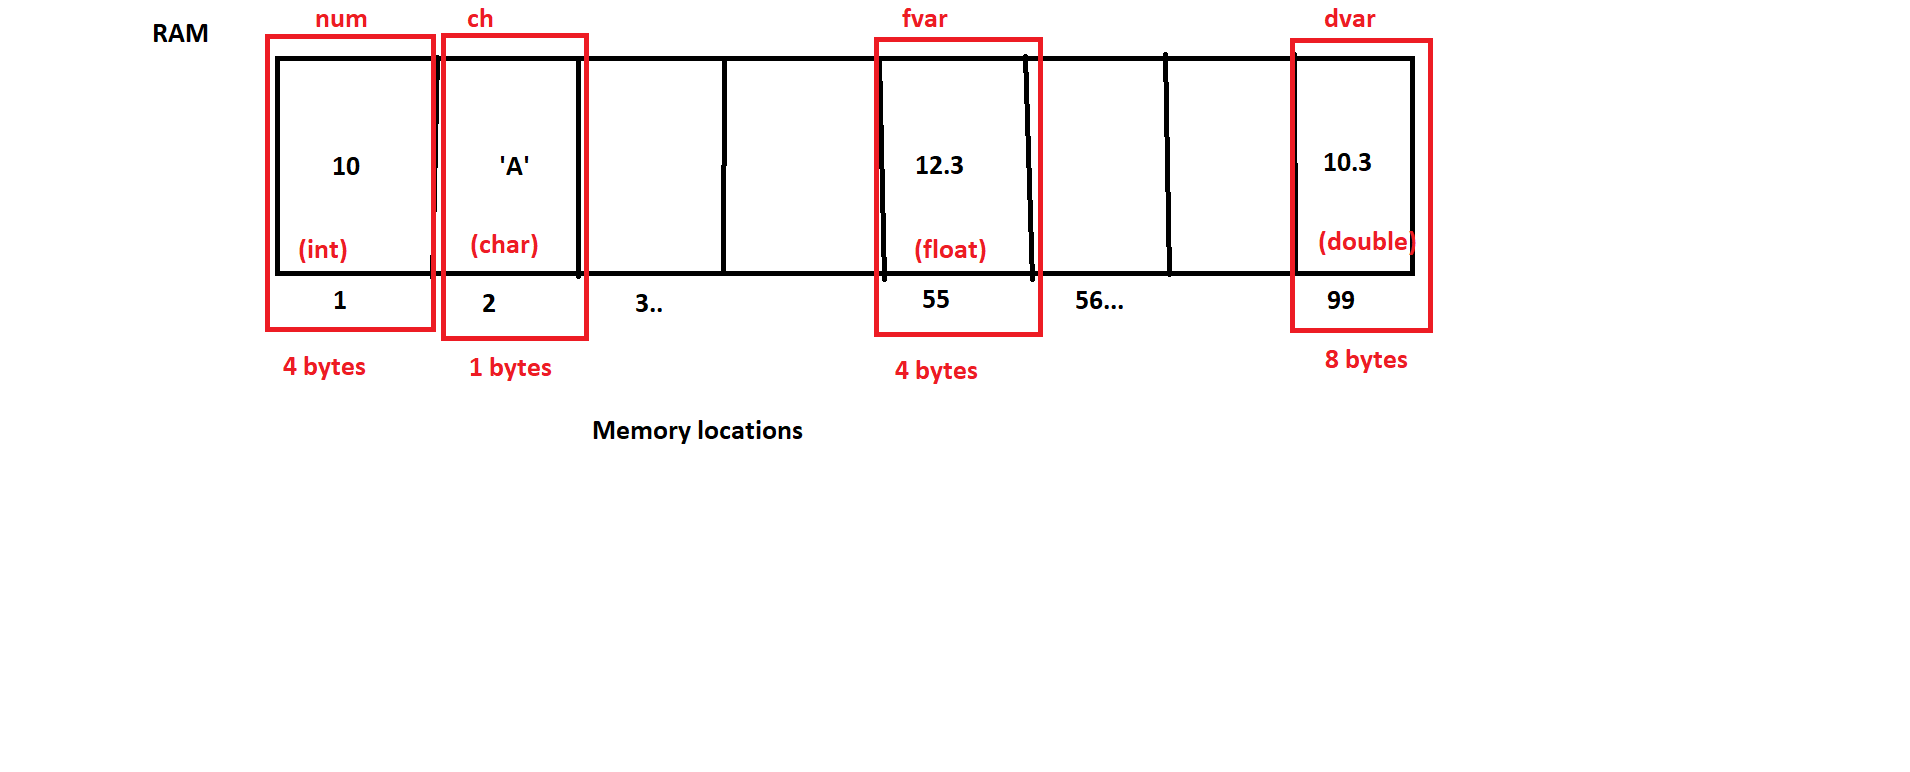 num ch fvar dvar
RAM
10 'A' 12.3 10.3
(int) (char) (float) (double)
1 2 3.. 55 56... 99
4 bytes 1 bytes 4 bytes 8 bytes
Memory locations